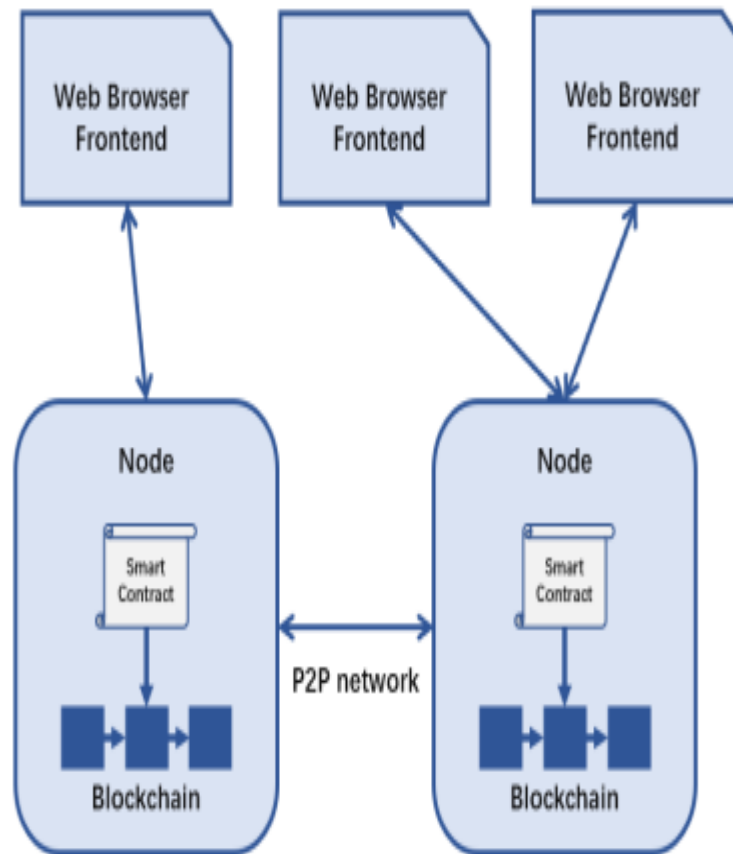 Web Browser
Frontend
Web Browser
Frontend
Web Browser
Frontend
Node
Smart
Contract
Blockchain
P2P network
Node
Smart
Contract
Blockchain